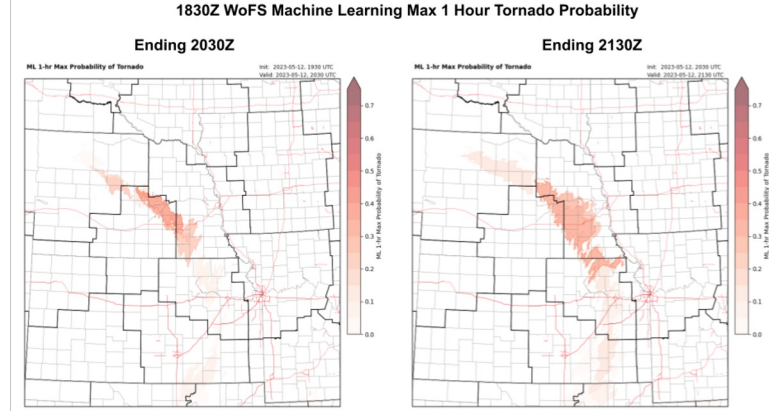 1830Z WoFS Machine Learning Max 1 Hour Tornado Probability
Ending 2030Z
Ending 2130Z
ML 1-hr Max Probability of Tornado
Init: 2023-05-12, 1930 UTC
Valid: 2023-05-12, 2030 UTC
0.7
0.6
0.5
0.4
0.3
0.2
0.1
0.0
ML 1-hr Max Probability of Tornado
ML 1-hr Max Probability of Tornado
Init: 2023-05-12, 2030 UTC
Valid: 2023-05-12, 2130 UTC
0.7
0.6
0.5
0.4
0.3
0.2
0.1
0.0
ML 1-hr Max Probability of Tornado